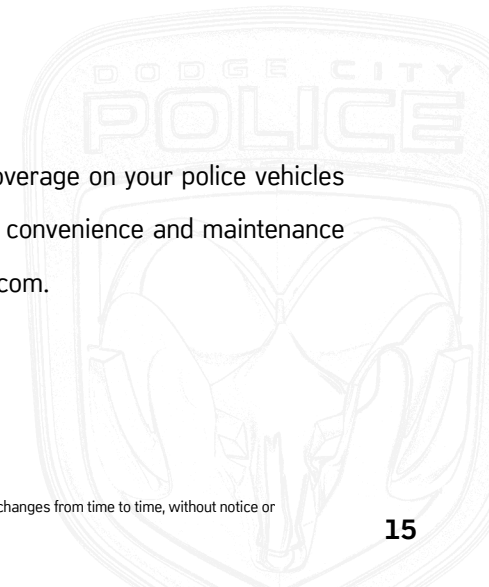 DODGE CITY
POLICE
overage on your police vehicles
convenience and maintenance
com.
changes from time to time, without notice or
15